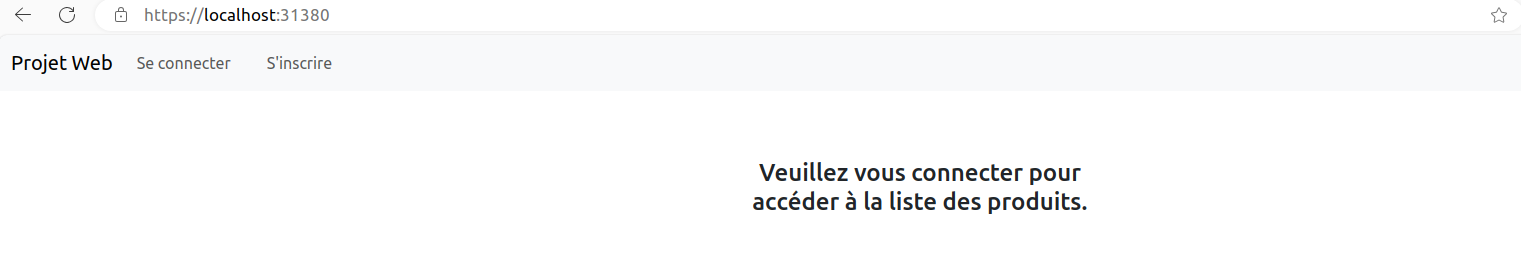 https://localhost:31380
Projet Web Se connecter S'inscrire
Veuillez vous connecter pour
accéder à la liste des produits.